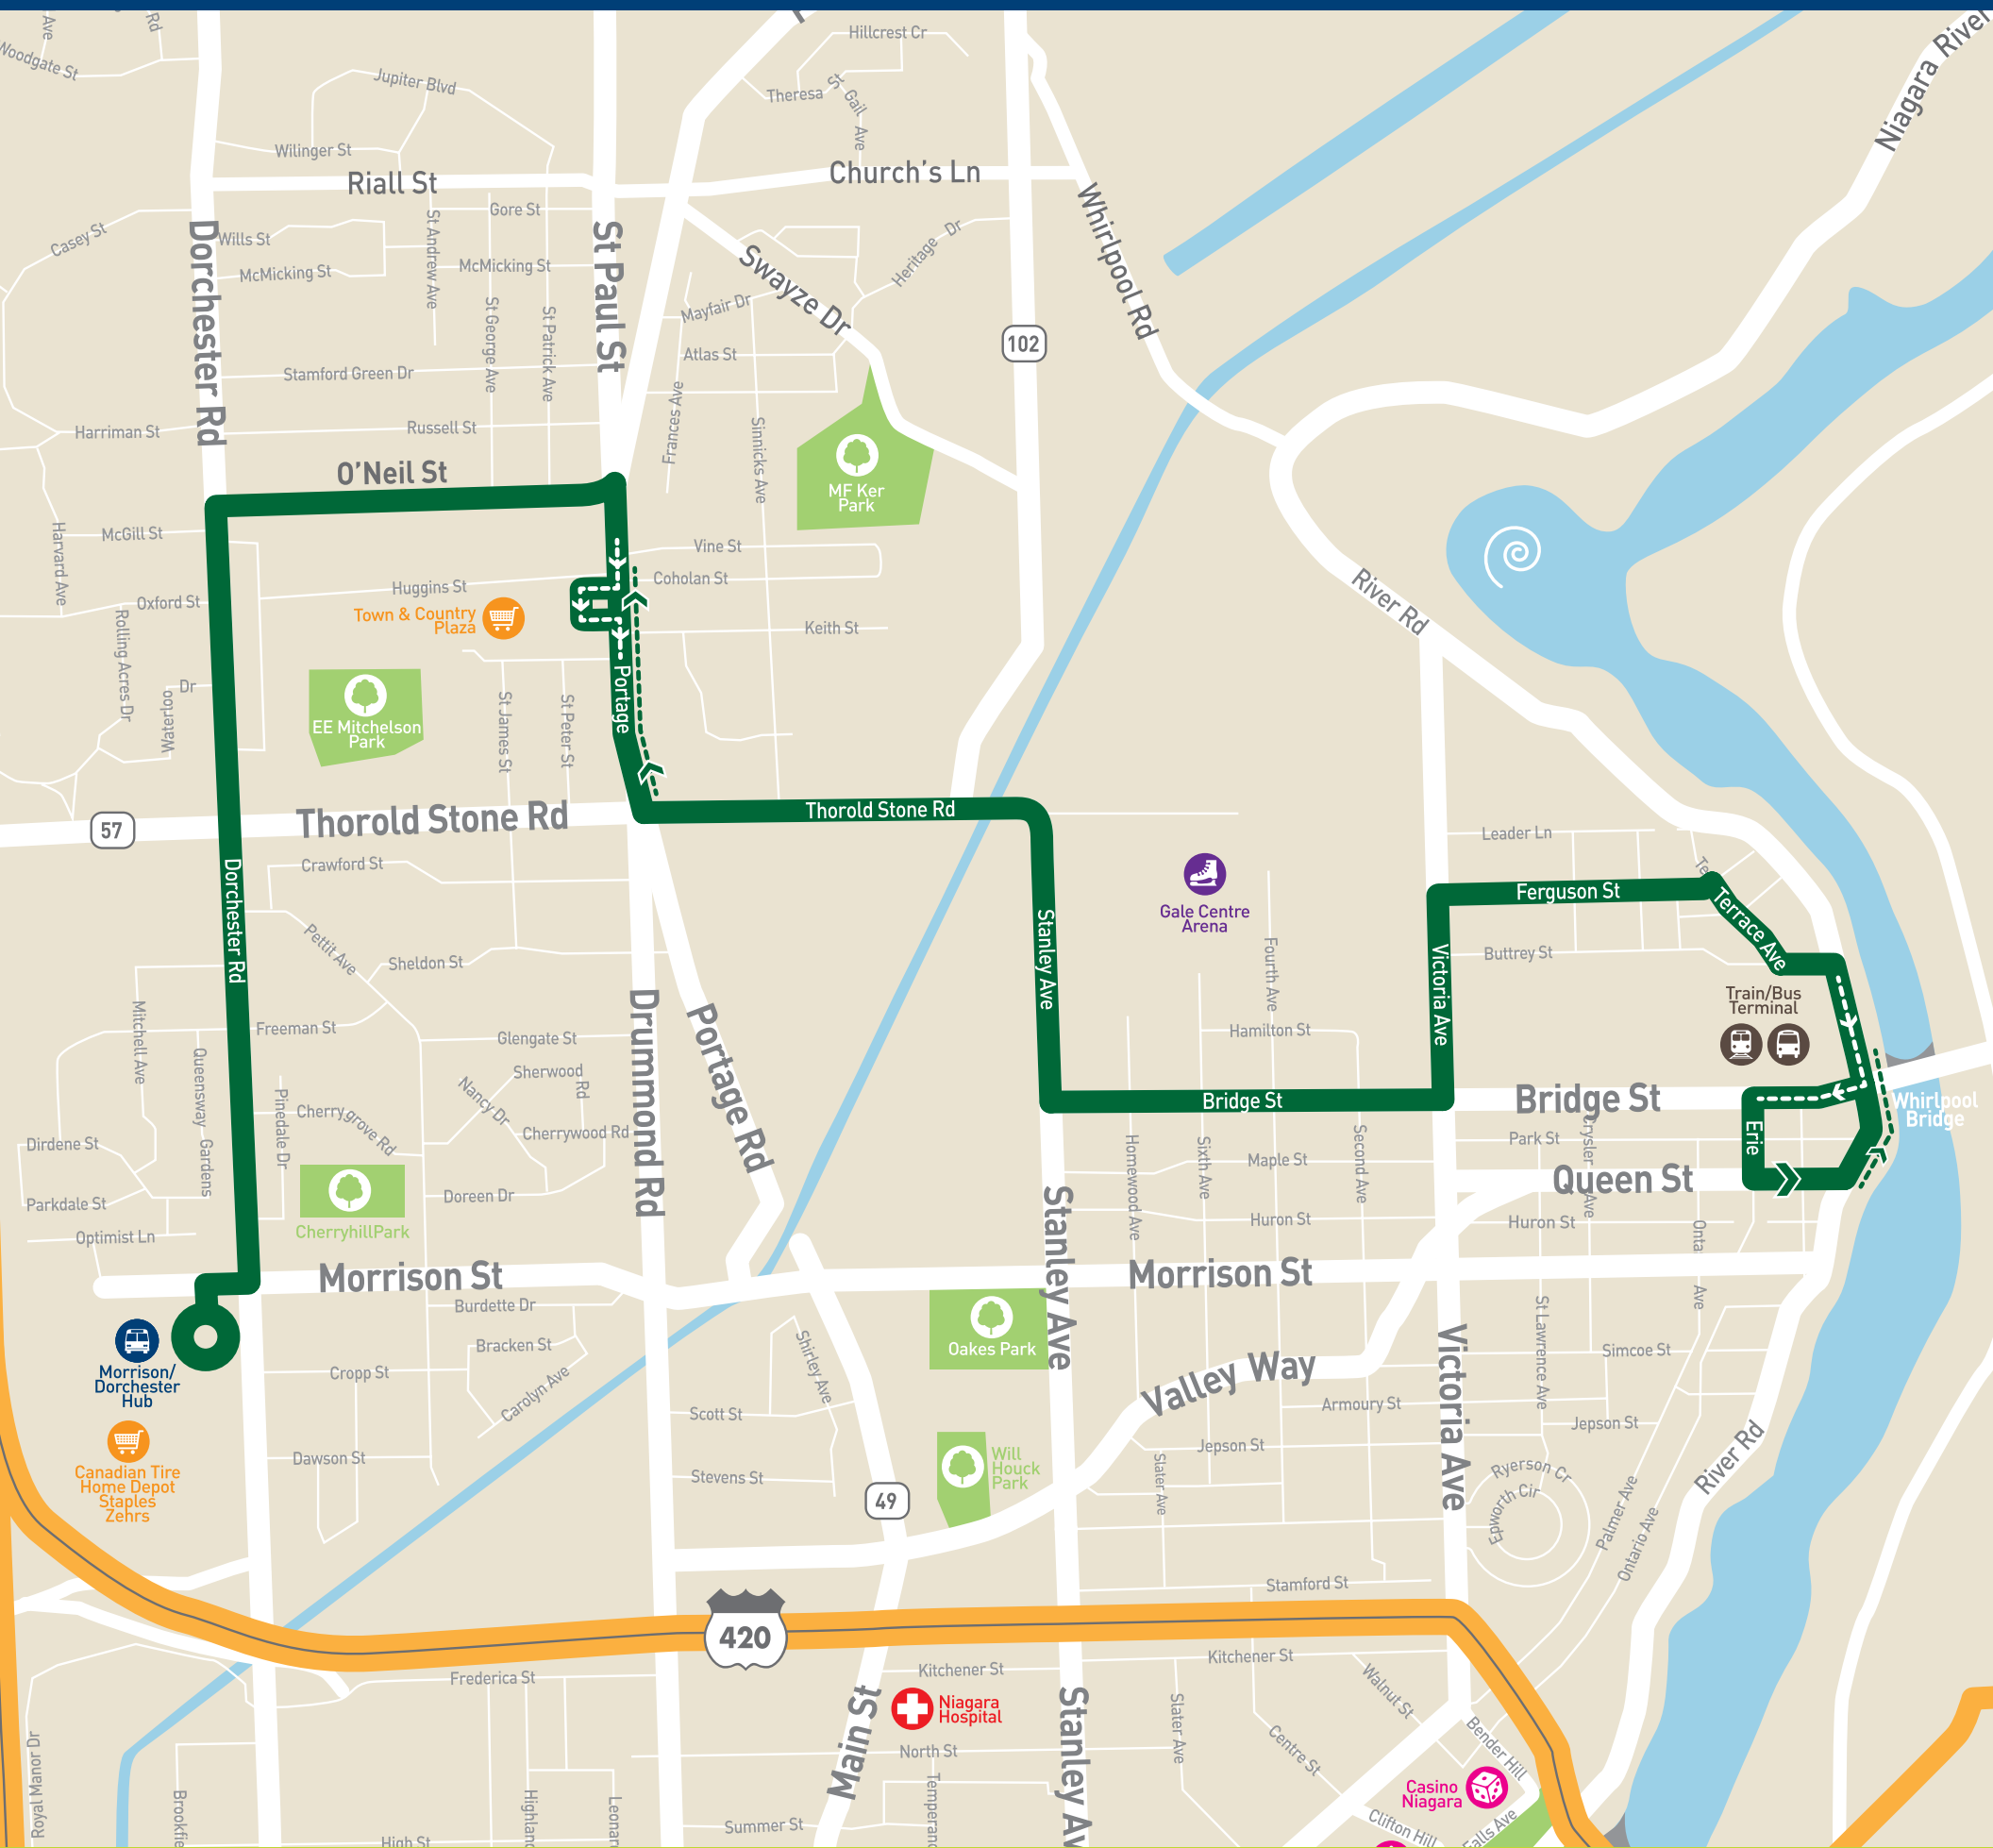 Ave
Rd
Hillcrest Cr
Niagara River
Noodgate St
Jupiter Blvd
Theresa St
Gail Ave
Wilinger St
Riall St
Church's Ln
Whirlpool Rd
Gore St
Casey St
Wills St
St Andrew Ave
Dorchester Rd
St Paul St
Swayze Dr
Heritage Dr
McMicking St
McMicking St
Mayfair Dr
St George Ave
St Patrick Ave
102
Atlas St
Stamford Green Dr
Frances Ave
Sinnicks Ave
Harriman St
Russell St
O'Neil St
MF Ker
Park
McGill St
Harvard Ave
Vine St
Coholan St
Huggins St
Oxford St
River Rd
Town & Country
Plaza
Keith St
Rolling Acres Dr
Waterloo Dr
Portage
EE Mitchelson
Park
St James St
St Peter St
Thorold Stone Rd
Thorold Stone Rd
57
Leader Ln
Crawford St
Dorchester Rd
Te
Ferguson St
Terrace Ave
Gale Centre
Arena
Stanley Ave
Fourth Ave
Victoria Ave
Pettit Ave
Sheldon St
Buttrey St
Train/Bus
Terminal
Mitchell Ave
Freeman St
Glengate St
Drummond Rd
Portage Rd
Hamilton St
Queensway Gardens
Sherwood Rd
Nancy Dr
Pinedale Dr
Cherrygrove Rd
Cherrywood Rd
Bridge St
Bridge St
Whirlpool
Bridge
Dirdene St
Park St
Crysler Ave
Erie
Homewood Ave
Sixth Ave
Maple St
Second Ave
Queen St
Parkdale St
Doreen Dr
CherryhillPark
Optimist Ln
Huron St
Huron St
Onta Ave
Morrison St
Stanley Ave
Morrison St
Burdette Dr
Bracken St
Oakes Park
Shirley Ave
St Lawrence Ave
Simcoe St
Victoria Ave
Morrison/
Dorchester
Hub
Cropp St
Carolyn Ave
Valley Way
Armoury St
Scott St
Jepson St
Jepson St
Dawson St
Canadian Tire
Home Depot
Staples
Zehrs
Will
Houck
Park
Stevens St
Slater Ave
49
River Rd
Ryerson Cr
Epworth Cir
Palmer Ave
Ontario Ave
Stamford St
420
Kitchener St
Kitchener St
Frederica St
Walnut St
Niagara
Hospital
Main St
Stanley Av
Slater Ave
Royal Manor Dr
North St
Centre St
Bender Hill
Casino
Niagara
Brookfie
Highlan
Leonar
Temperanc
Summer St
Clifton Hill
Falls Ave
High St